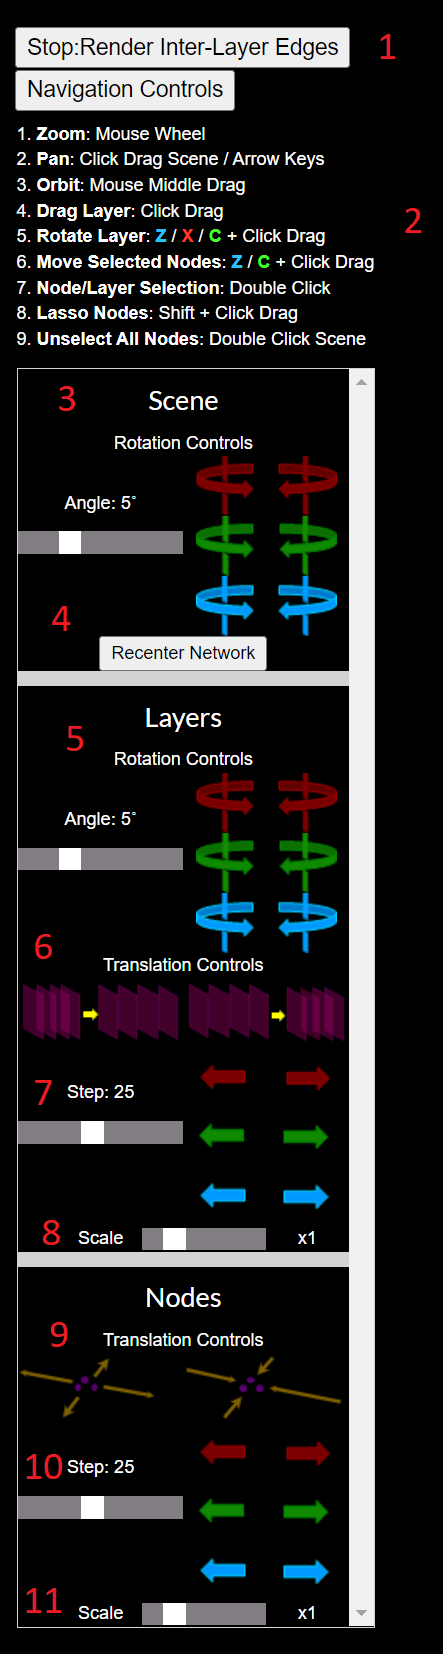 Stop:Render Inter-Layer Edges 1
Navigation Controls
1. Zoom: Mouse Wheel
2. Pan: Click Drag Scene / Arrow Keys
3. Orbit: Mouse Middle Drag
4. Drag Layer: Click Drag
2
5. Rotate Layer: Z / X / C + Click Drag
6. Move Selected Nodes: Z / C + Click Drag
7. Node/Layer Selection: Double Click
8. Lasso Nodes: Shift + Click Drag
9. Unselect All Nodes: Double Click Scene
3 Scene
Rotation Controls
Angle: 5°
4
Recenter Network
5 Layers
Rotation Controls
Angle: 5°
6
Translation Controls
7 Step: 25
8 Scale x1
Nodes
9 Translation Controls
10 Step: 25
11 Scale x1